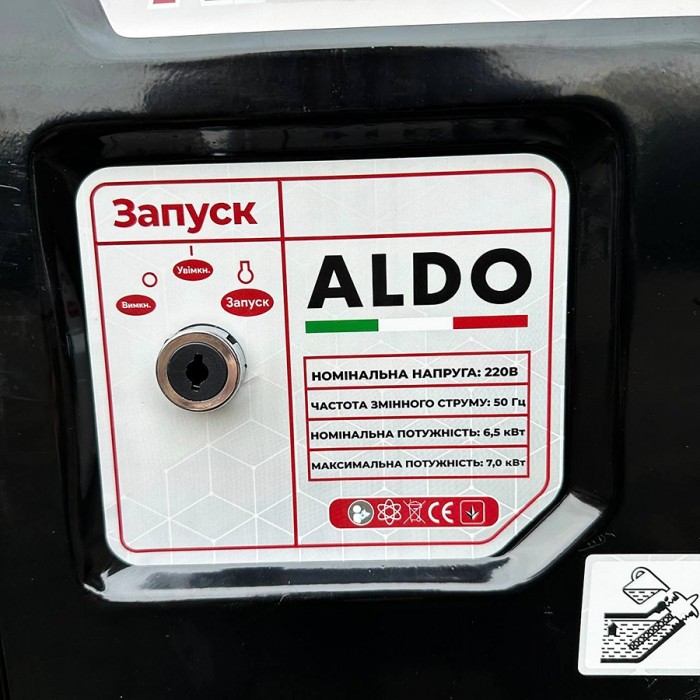 Запуск
Увімкн.
Вимкн.
Запуск
ALDO
НОМІНАЛЬНА НАПРУГА: 220В
ЧАСТОТА ЗМІННОГО СТРУМУ: 50 Гц
НОМІНАЛЬНА ПОТУЖНІСТЬ: 6,5 кВт
МАКСИМАЛЬНА ПОТУЖНІСТЬ: 7,0 кВт
CE